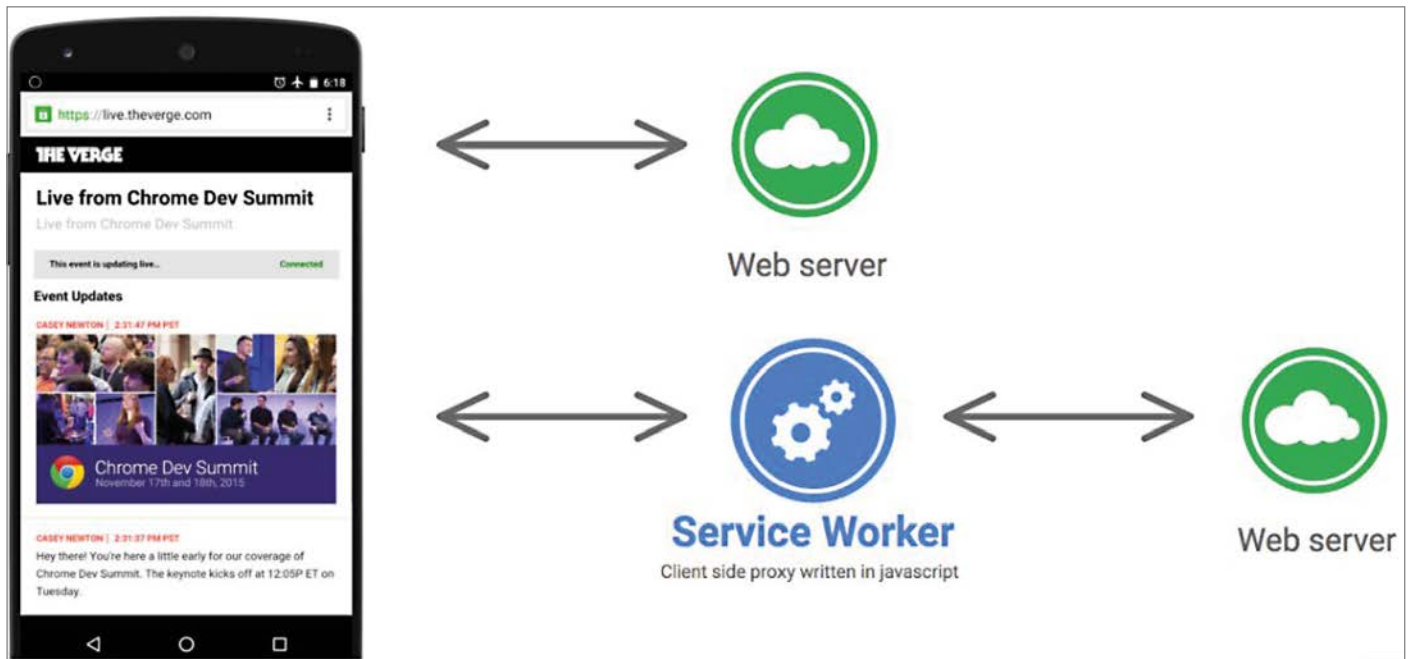 6:18
https://live.theverge.com
THE VERGE
Live from Chrome Dev Summit
Live from Chrome Dev Summit
This event is updating live... Connected
Event Updates
CASEY NEWTON | 2:31:47 PM PST
Chrome Dev Summit
November 17th and 18th, 2015
CASEY NEWTON | 2:31:37 PM PST
Hey there! You're here a little early for our coverage of
Chrome Dev Summit. The keynote kicks off at 12:05P ET on
Tuesday.
Web server
Service Worker
Client side proxy written in javascript
Web server